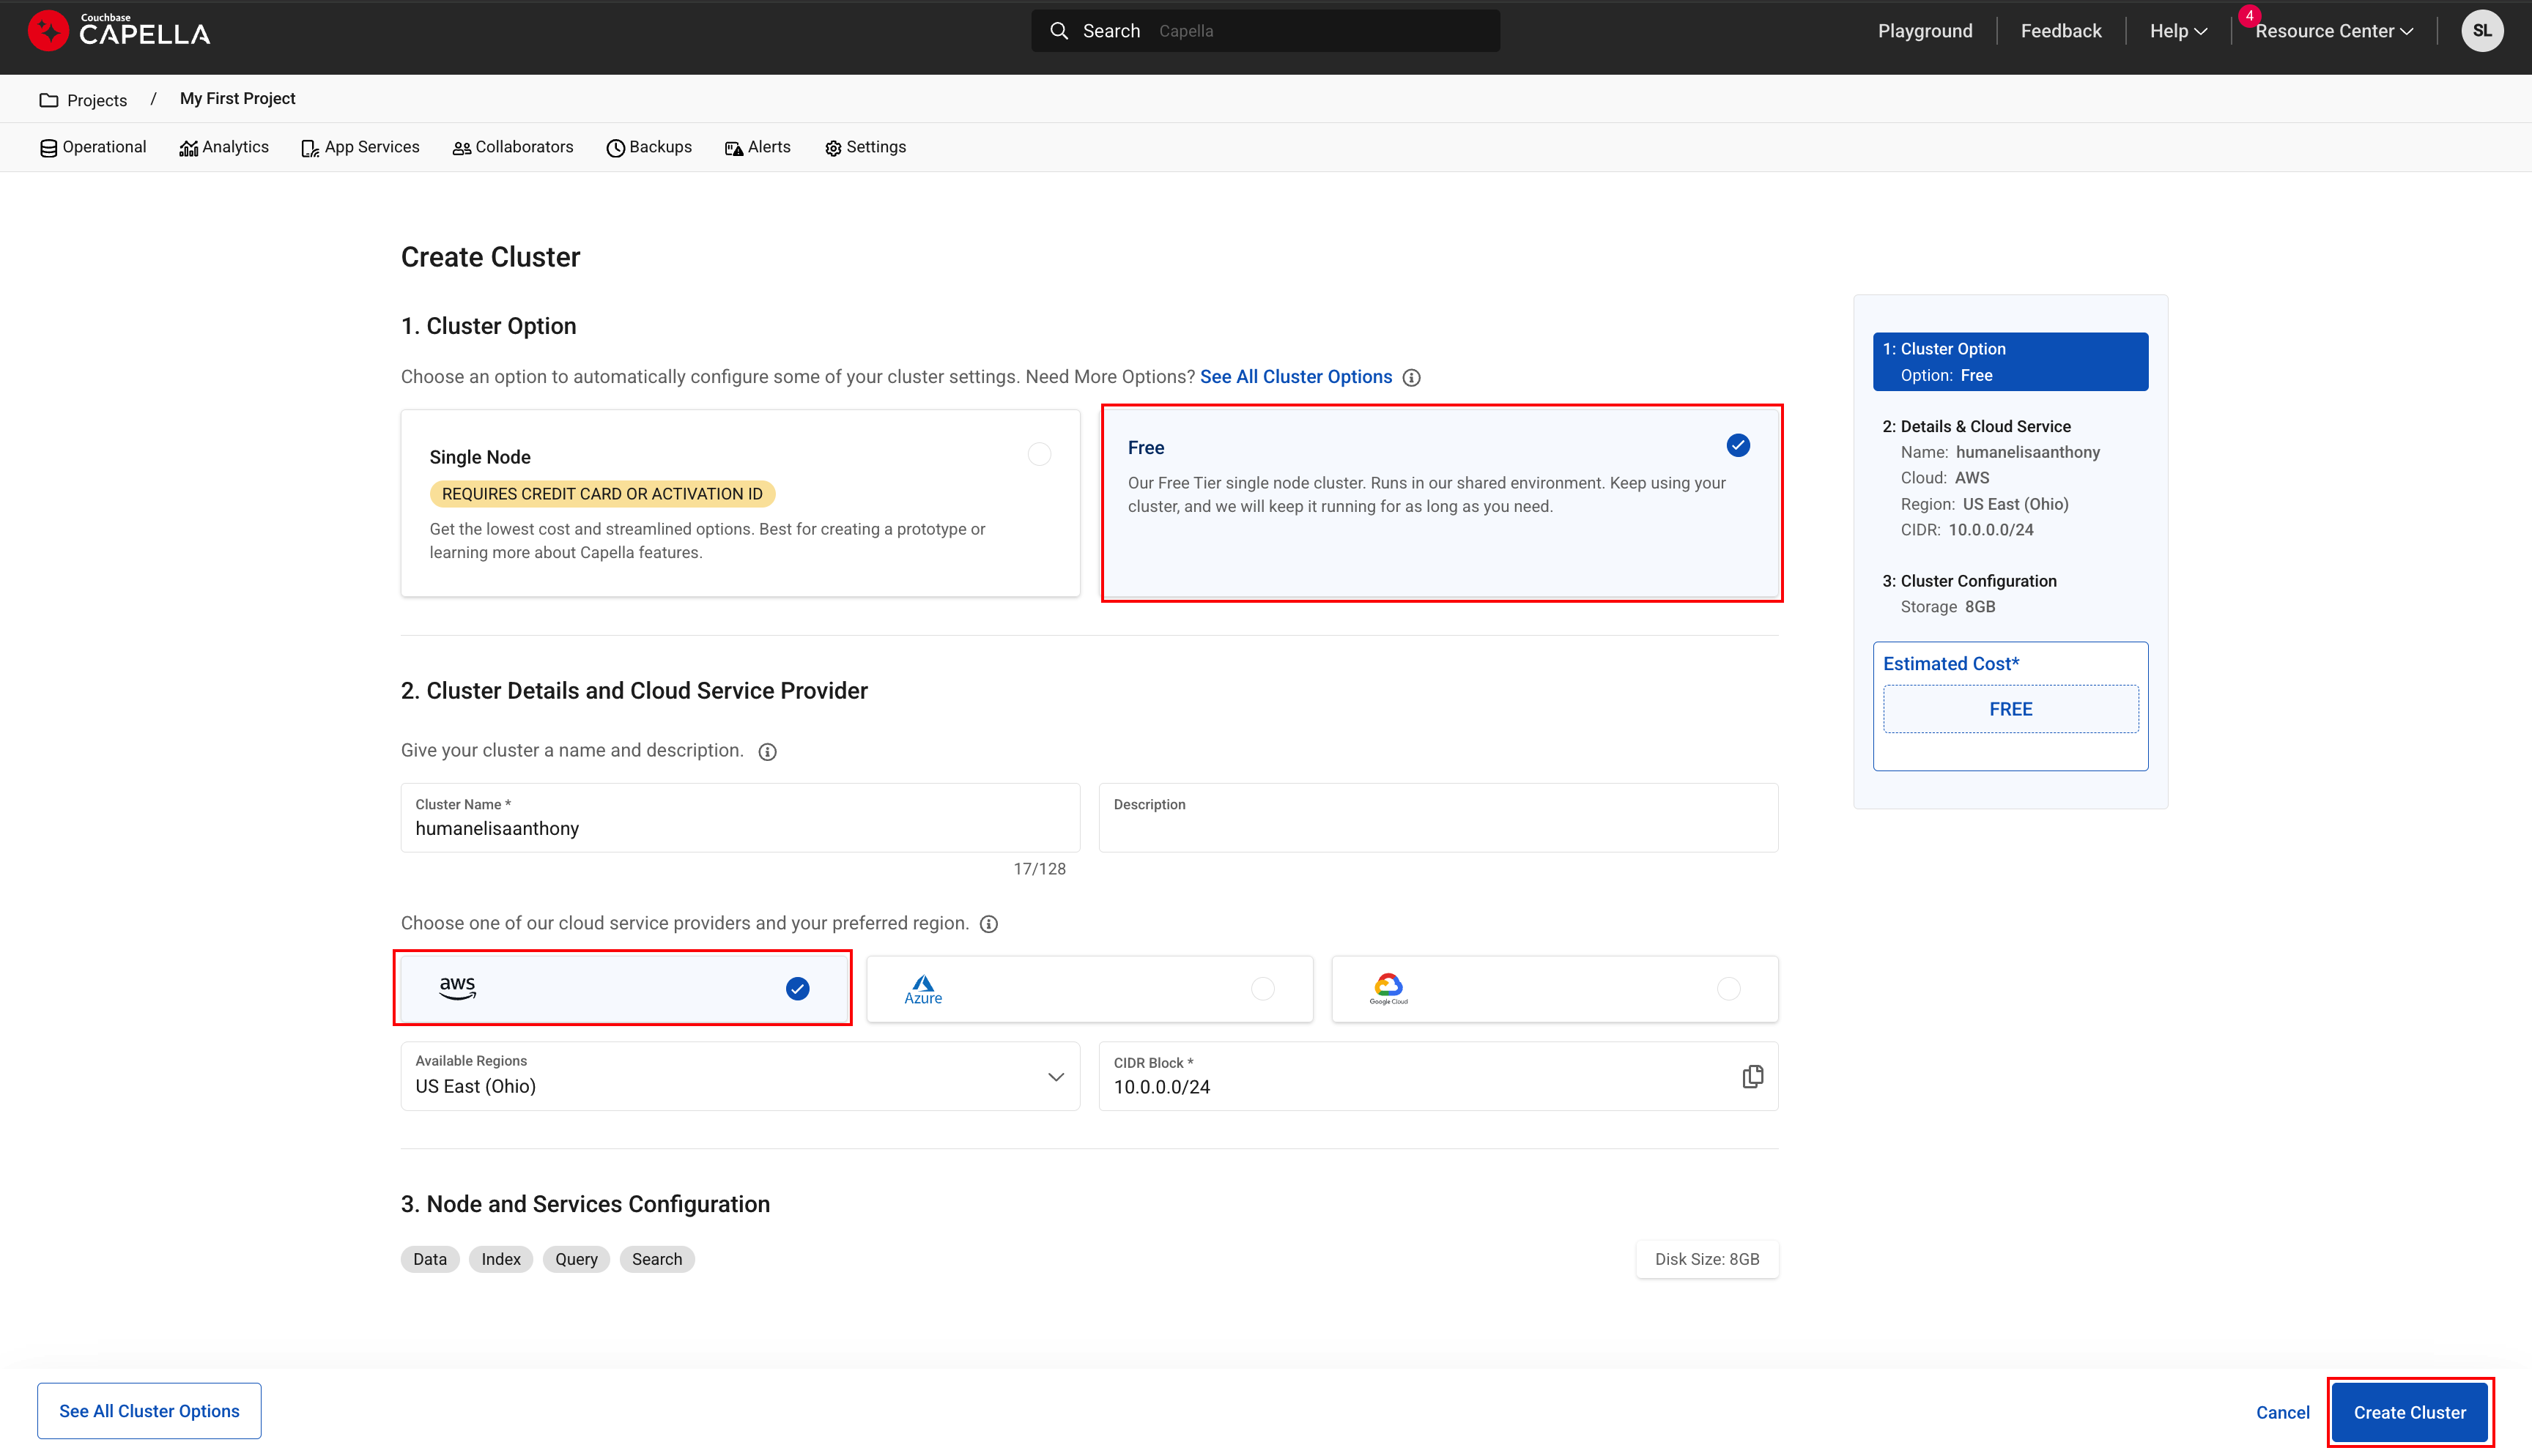 Couchbase
CAPELLA
Search Capella
Playground
Feedback
Help
4
Resource Center
SL
Projects / My First Project
Operational
Analytics
App Services
Collaborators
Backups
Alerts
Settings
Create Cluster
1. Cluster Option
Choose an option to automatically configure some of your cluster settings. Need More Options? See All Cluster Options
Single Node
REQUIRES CREDIT CARD OR ACTIVATION ID
Get the lowest cost and streamlined options. Best for creating a prototype or
learning more about Capella features.
Free
Our Free Tier single node cluster. Runs in our shared environment. Keep using your
cluster, and we will keep it running for as long as you need.
2. Cluster Details and Cloud Service Provider
Give your cluster a name and description.
Cluster Name *
humanelisaanthony
17/128
Description
Choose one of our cloud service providers and your preferred region.
aws
Azure
Google Cloud
Available Regions
US East (Ohio)
CIDR Block *
10.0.0.0/24
3. Node and Services Configuration
Data
Index
Query
Search
Disk Size: 8GB
1: Cluster Option
Option: Free
2: Details & Cloud Service
Name: humanelisaanthony
Cloud: AWS
Region: US East (Ohio)
CIDR: 10.0.0.0/24
3: Cluster Configuration
Storage 8GB
Estimated Cost*
FREE
See All Cluster Options
Cancel
Create Cluster